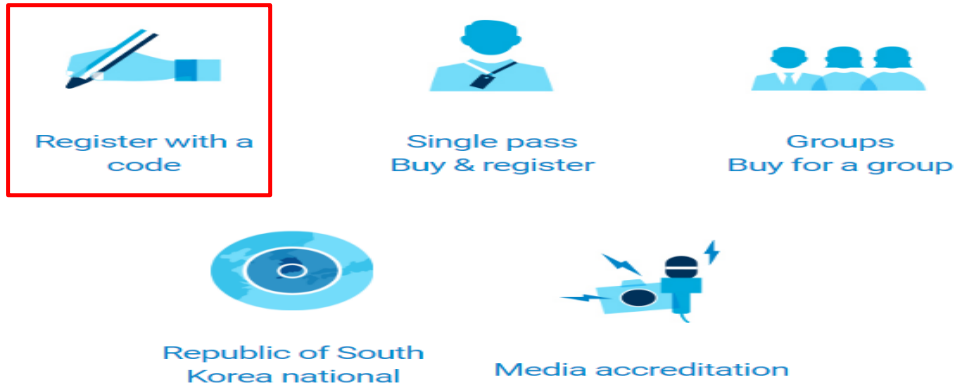 Register with a
code
Single pass
Buy & register
Groups
Buy for a group
Republic of South
Korea national
Media accreditation